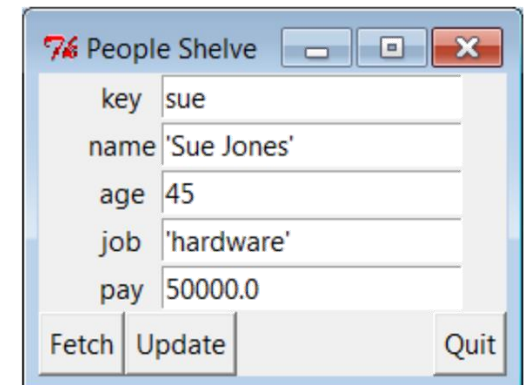 People Shelve
key sue
name 'Sue Jones'
age 45
job 'hardware'
pay 50000.0
Fetch Update Quit